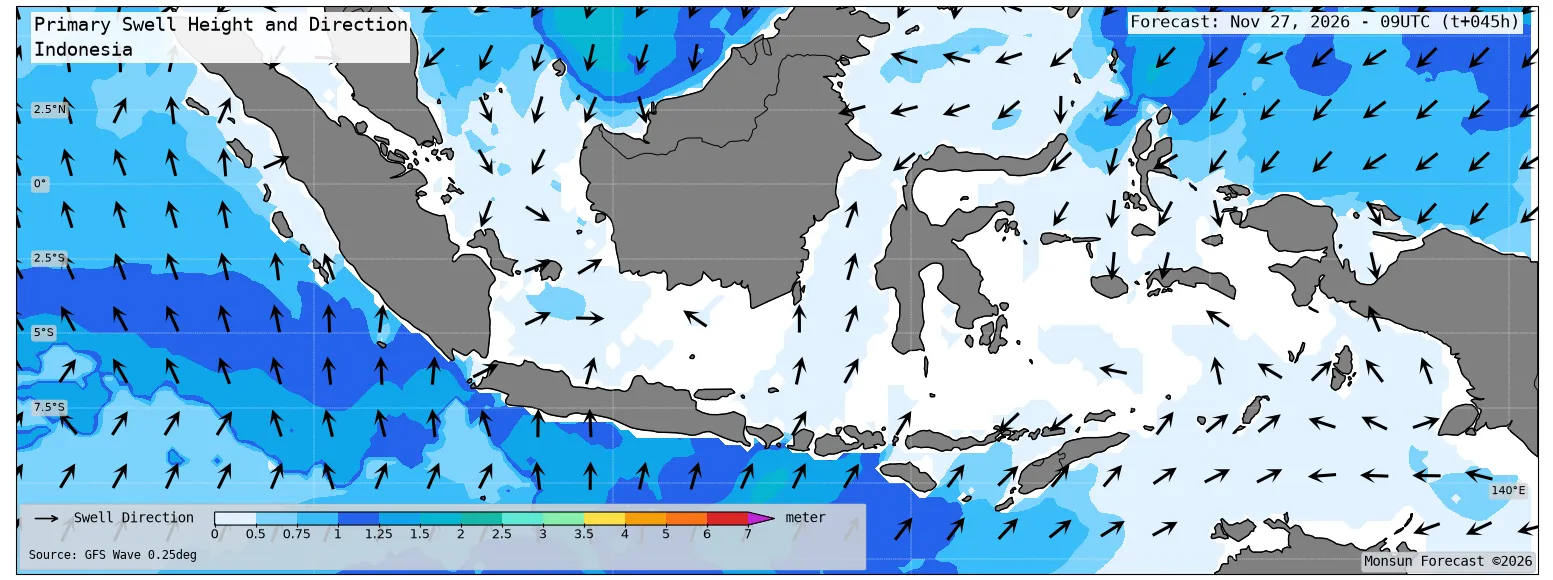 Primary Swell Height and Direction
Indonesia
Forecast: Nov 27, 2026 - 09UTC (t+045h)
2.5°N
0°
2.5°S
5°S
7.5°S
140°E
Swell Direction
0 0.5 0.75 1 1.25 1.5 2 2.5 3 3.5 4 5 6 7
meter
Source: GFS Wave 0.25deg
Monsun Forecast ©2026